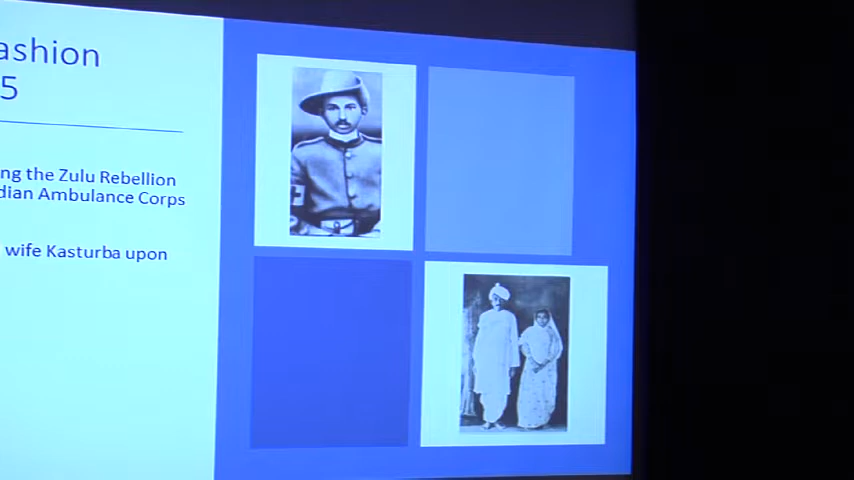 ashion
5
ng the Zulu Rebellion
dian Ambulance Corps
wife Kasturba upon